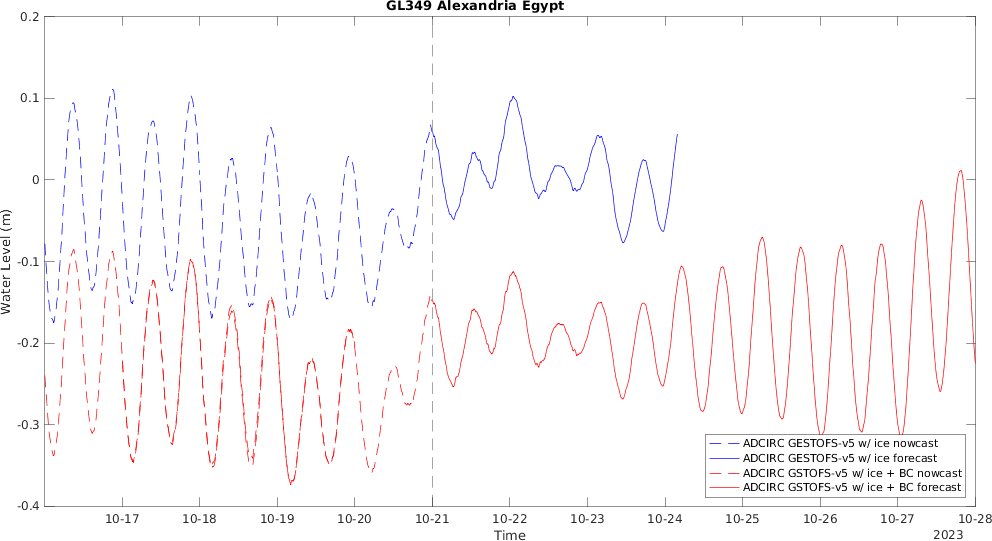 GL349 Alexandria Egypt
0.2
0.1
0
-0.1
-0.2
-0.3
-0.4
Water Level (m)
ADCIRC GESTOFS-v5 w/ ice nowcast
ADCIRC GESTOFS-v5 w/ ice forecast
ADCIRC GSTOFS-v5 w/ ice + BC nowcast
ADCIRC GSTOFS-v5 w/ ice + BC forecast
10-17 10-18 10-19 10-20 10-21 10-22 10-23 10-24 10-25 10-26 10-27 10-28
Time
2023